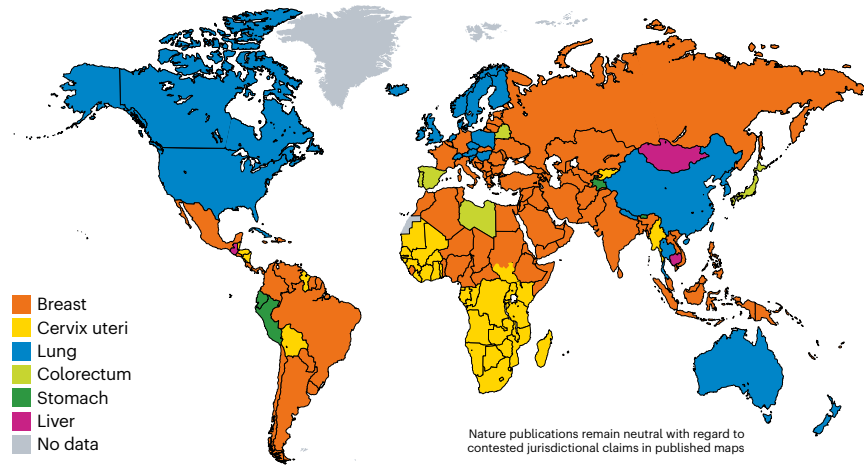 Breast
Cervix uteri
Lung
Colorectum
Stomach
Liver
No data
Nature publications remain neutral with regard to
contested jurisdictional claims in published maps